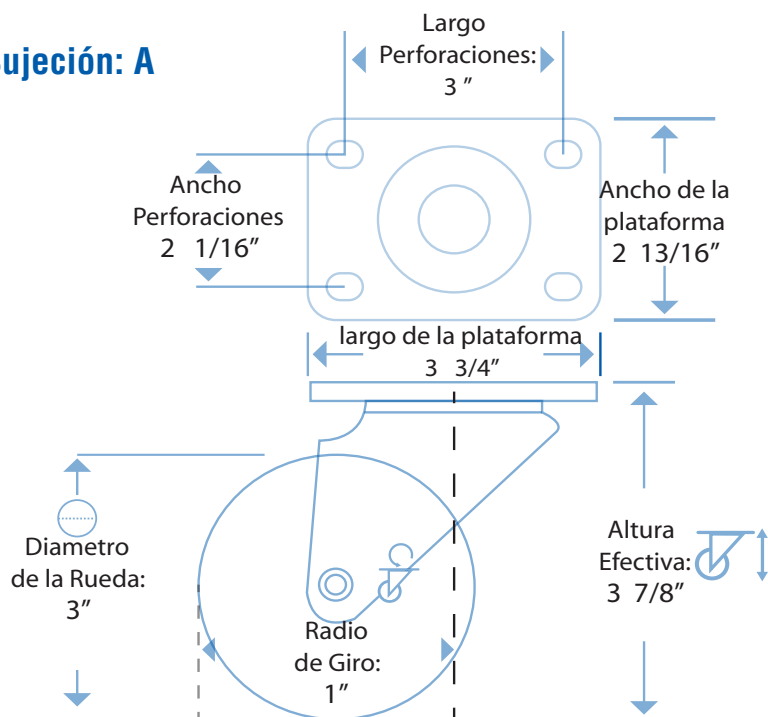 ujeción: A
Largo
Perforaciones:
3 ”
Ancho
Perforaciones
2 1/16”
Ancho de la
plataforma
2 13/16”
largo de la plataforma
3 3/4”
Diametro
de la Rueda:
3”
Altura
Efectiva:
3 7/8”
Radio
de Giro:
1”